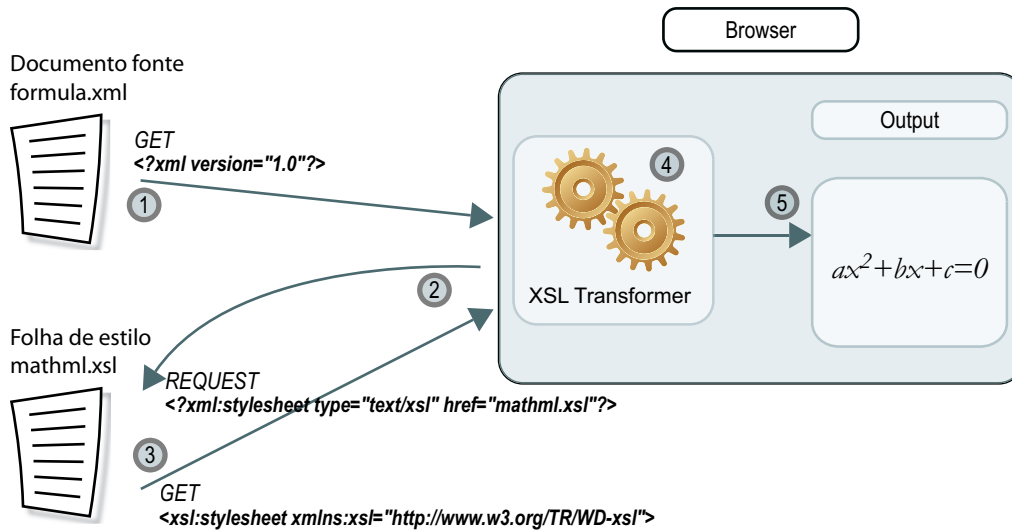 Browser
Documento fonte
formula.xml
GET
<?xml version="1.0"?>
1
Output
4
5
XSL Transformer
ax²+bx+c=0
2
Folha de estilo
mathml.xsl
REQUEST
<?xml:stylesheet type="text/xsl" href="mathml.xsl"?>
3
GET
<xsl:stylesheet xmlns:xsl="http://www.w3.org/TR/WD-xsl">